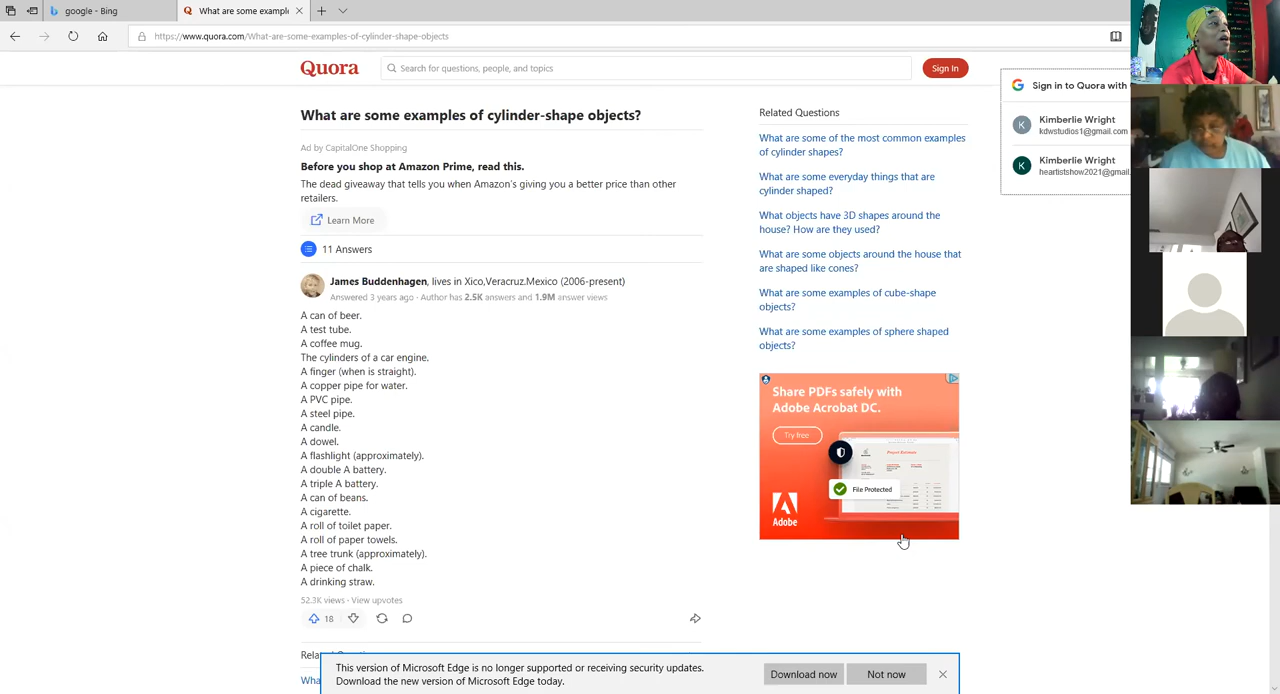 google - Bing
What are some exampl
https://www.quora.com/What-are-some-examples-of-cylinder-shape-objects
Quora
Search for questions, people, and topics
Sign In
Sign in to Quora with
Kimberlie Wright
kdwstudios1@gmail.com
Kimberlie Wright
heartistshow2021@gmail.
What are some examples of cylinder-shape objects?
Ad by CapitalOne Shopping
Before you shop at Amazon Prime, read this.
The dead giveaway that tells you when Amazon's giving you a better price than other
retailers.
Learn More
11 Answers
James Buddenhagen, lives in Xico,Veracruz.Mexico (2006-present)
Answered 3 years ago · Author has 2.5K answers and 1.9M answer views
A can of beer.
A test tube.
A coffee mug.
The cylinders of a car engine.
A finger (when is straight).
A copper pipe for water.
A PVC pipe.
A steel pipe.
A candle.
A dowel.
A flashlight (approximately).
A double A battery.
A triple A battery.
A can of beans.
A cigarette.
A roll of toilet paper.
A roll of paper towels.
A tree trunk (approximately).
A piece of chalk.
A drinking straw.
52.3K views · View upvotes
18
Related Questions
What are some of the most common examples
of cylinder shapes?
What are some everyday things that are
cylinder shaped?
What objects have 3D shapes around the
house? How are they used?
What are some objects around the house that
are shaped like cones?
What are some examples of cube-shape
objects?
What are some examples of sphere shaped
objects?
Share PDFs safely with
Adobe Acrobat DC.
Try free
File Protected
Adobe
This version of Microsoft Edge is no longer supported or receiving security updates.
Download the new version of Microsoft Edge today.
Download now
Not now